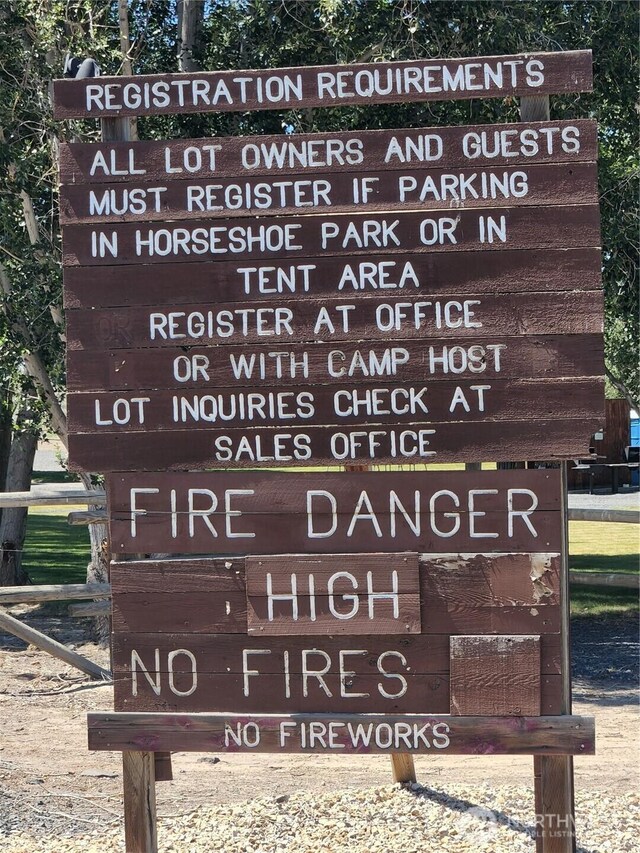 REGISTRATION REQUIREMENTS
ALL LOT OWNERS AND GUESTS
MUST REGISTER IF PARKING
IN HORSESHOE PARK OR IN
TENT AREA
REGISTER AT OFFICE
OR WITH CAMP HOST
LOT INQUIRIES CHECK AT
SALES OFFICE
FIRE DANGER
HIGH
NO FIRES
NO FIREWORKS